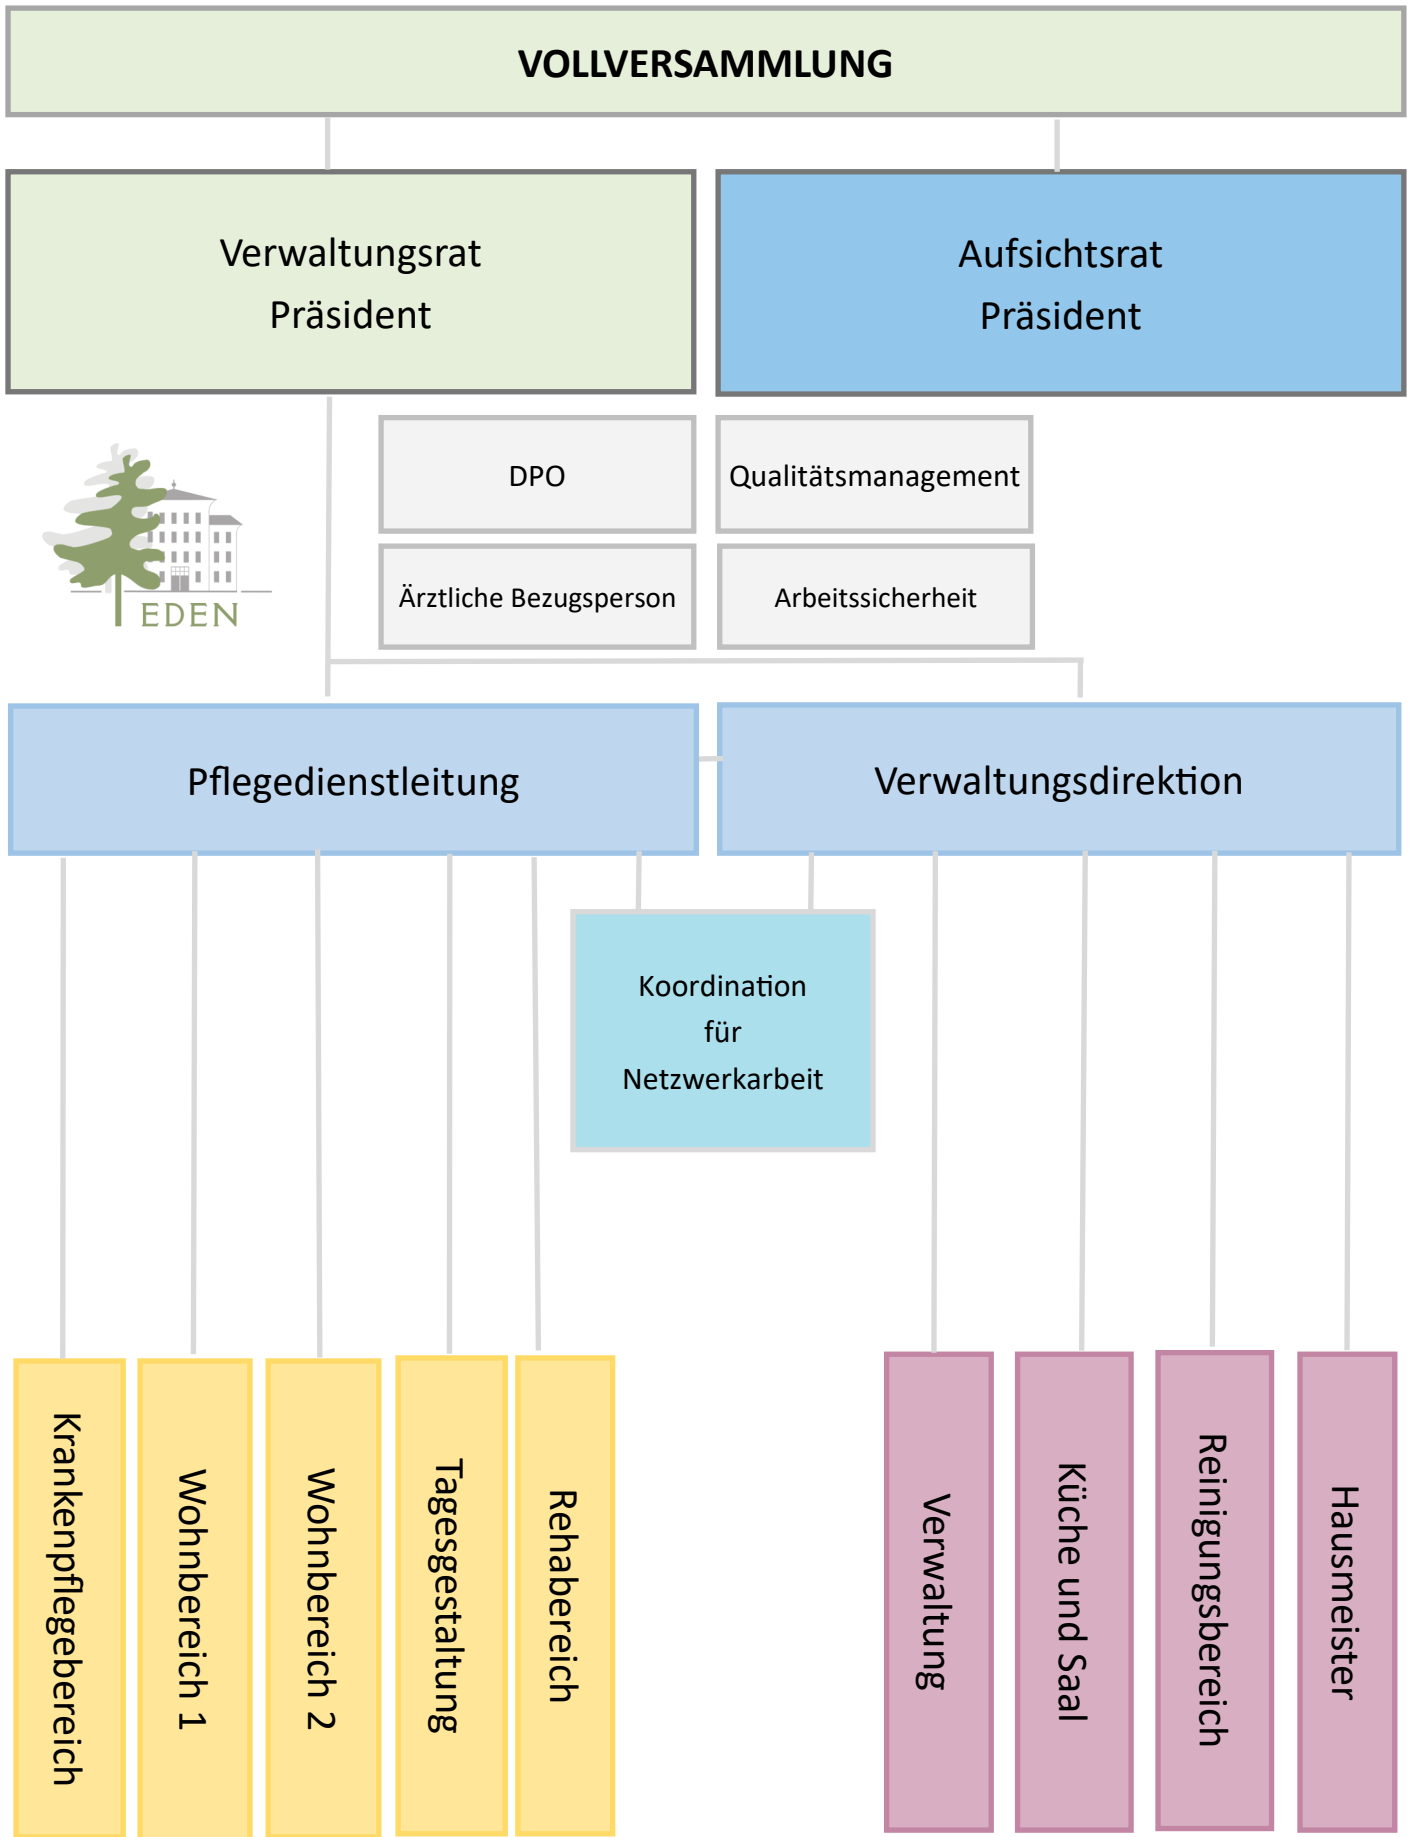 VOLLVERSAMMLUNG
Verwaltungsrat
Präsident
Aufsichtsrat
Präsident
DPO
Qualitätsmanagement
EDEN
Ärztliche Bezugsperson
Arbeitssicherheit
Pflegedienstleitung
Verwaltungsdirektion
Koordination
für
Netzwerkarbeit
Krankenpflegebereich
Wohnbereich 1
Wohnbereich 2
Tagesgestaltung
Rehabereich
Verwaltung
Küche und Saal
Reinigungsbereich
Hausmeister